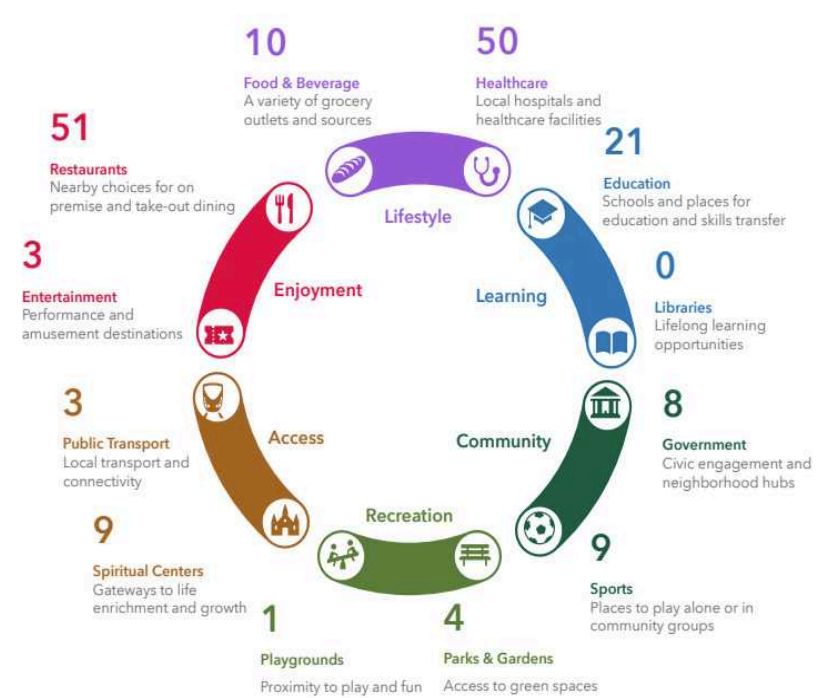 10
Food & Beverage
A variety of grocery
outlets and sources
50
Healthcare
Local hospitals and
healthcare facilities
51
Restaurants
Nearby choices for on
premise and take-out dining
21
Education
Schools and places for
education and skills transfer
Lifestyle
3
Entertainment
Performance and
amusement destinations
Enjoyment
Learning
0
Libraries
Lifelong learning
opportunities
3
Public Transport
Local transport and
connectivity
Access
Community
8
Government
Civic engagement and
neighborhood hubs
9
Spiritual Centers
Gateways to life
enrichment and growth
Recreation
9
Sports
Places to play alone or in
community groups
1
Playgrounds
Proximity to play and fun
4
Parks & Gardens
Access to green spaces